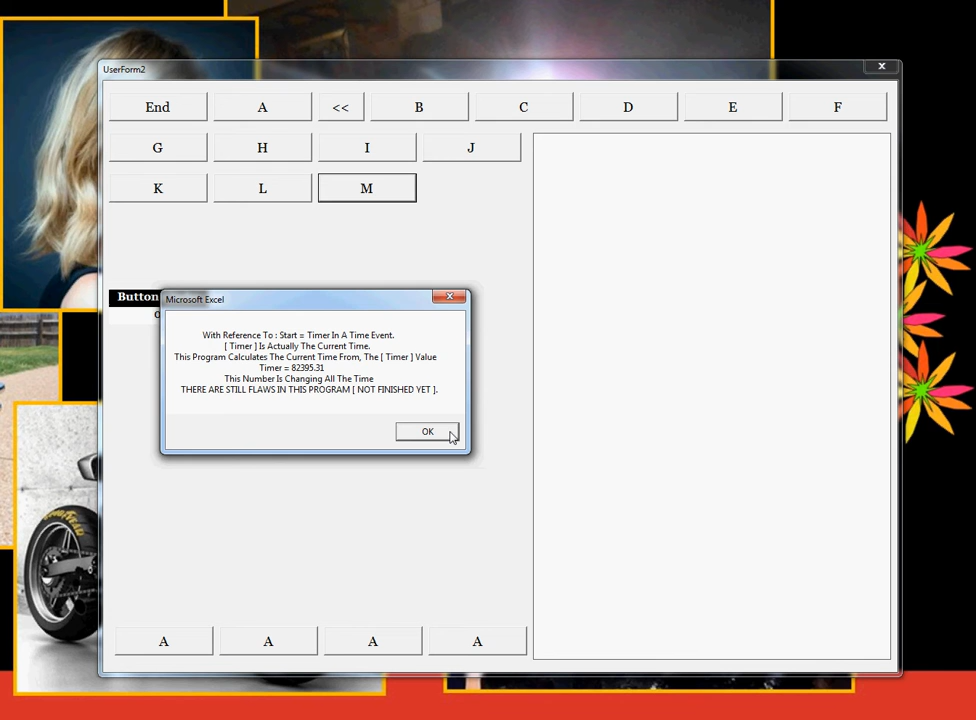 UserForm2
End A << B C D E F
G H I J
K L M
Button
Microsoft Excel
With Reference To : Start = Timer In A Time Event.
[ Timer ] Is Actually The Current Time.
This Program Calculates The Current Time From, The [ Timer ] Value
Timer = 82395.31
This Number Is Changing All The Time
THERE ARE STILL FLAWS IN THIS PROGRAM [ NOT FINISHED YET ].
OK
A A A A